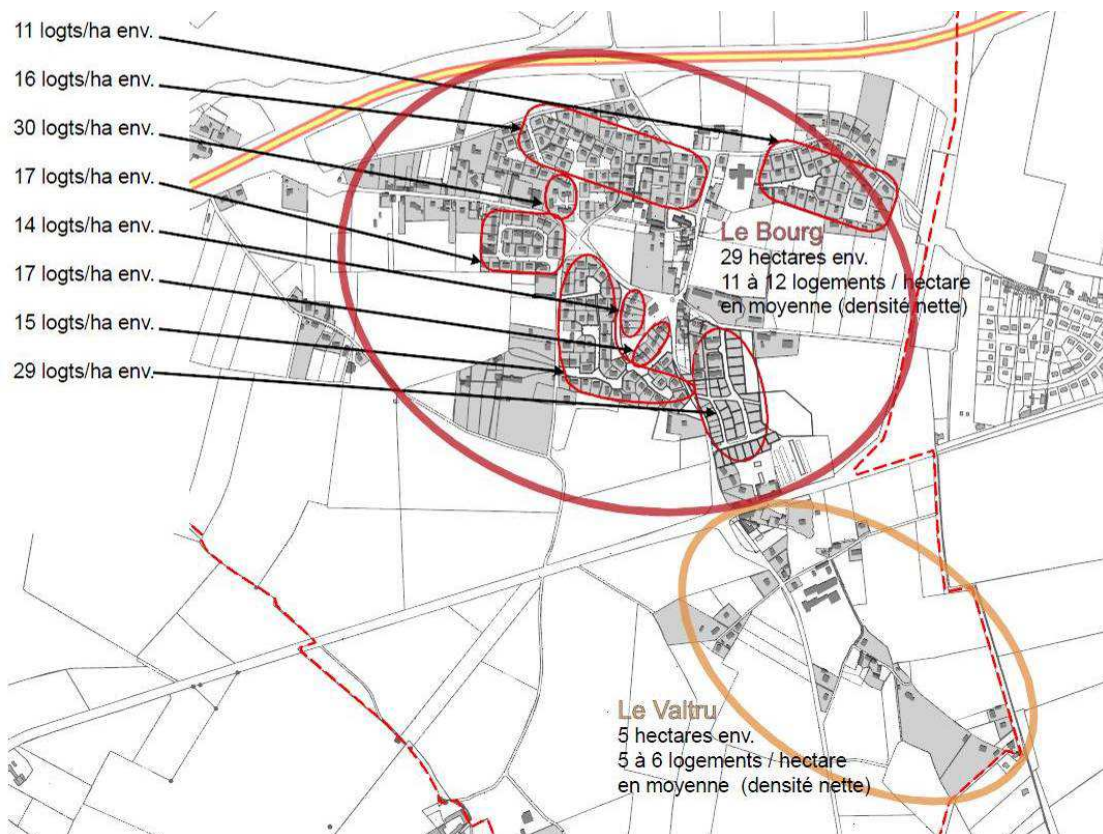 11 logts/ha env.
16 logts/ha env.
30 logts/ha env.
17 logts/ha env.
14 logts/ha env.
17 logts/ha env.
15 logts/ha env.
29 logts/ha env.
Le Bourg
29 hectares env.
11 à 12 logements / hectare
en moyenne (densité nette)
Le Valtru
5 hectares env.
5 à 6 logements / hectare
en moyenne (densité nette)